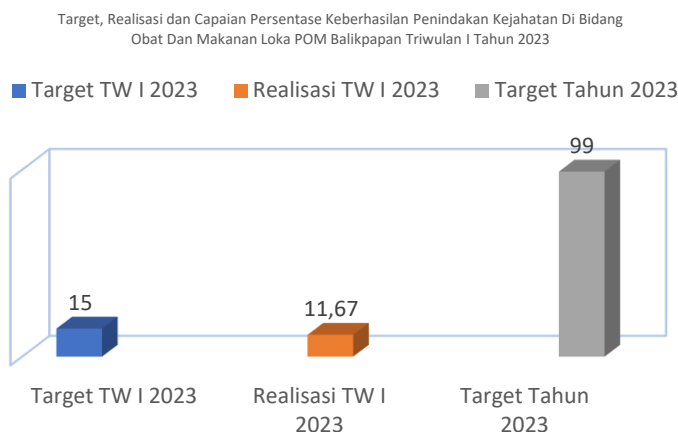 Target, Realisasi dan Capaian Persentase Keberhasilan Penindakan Kejahatan Di Bidang
Obat Dan Makanan Loka POM Balikpapan Triwulan I Tahun 2023
Target TW I 2023 Realisasi TW I 2023 Target Tahun 2023
99
15
11,67
Target TW I 2023 Realisasi TW I Target Tahun
2023 2023